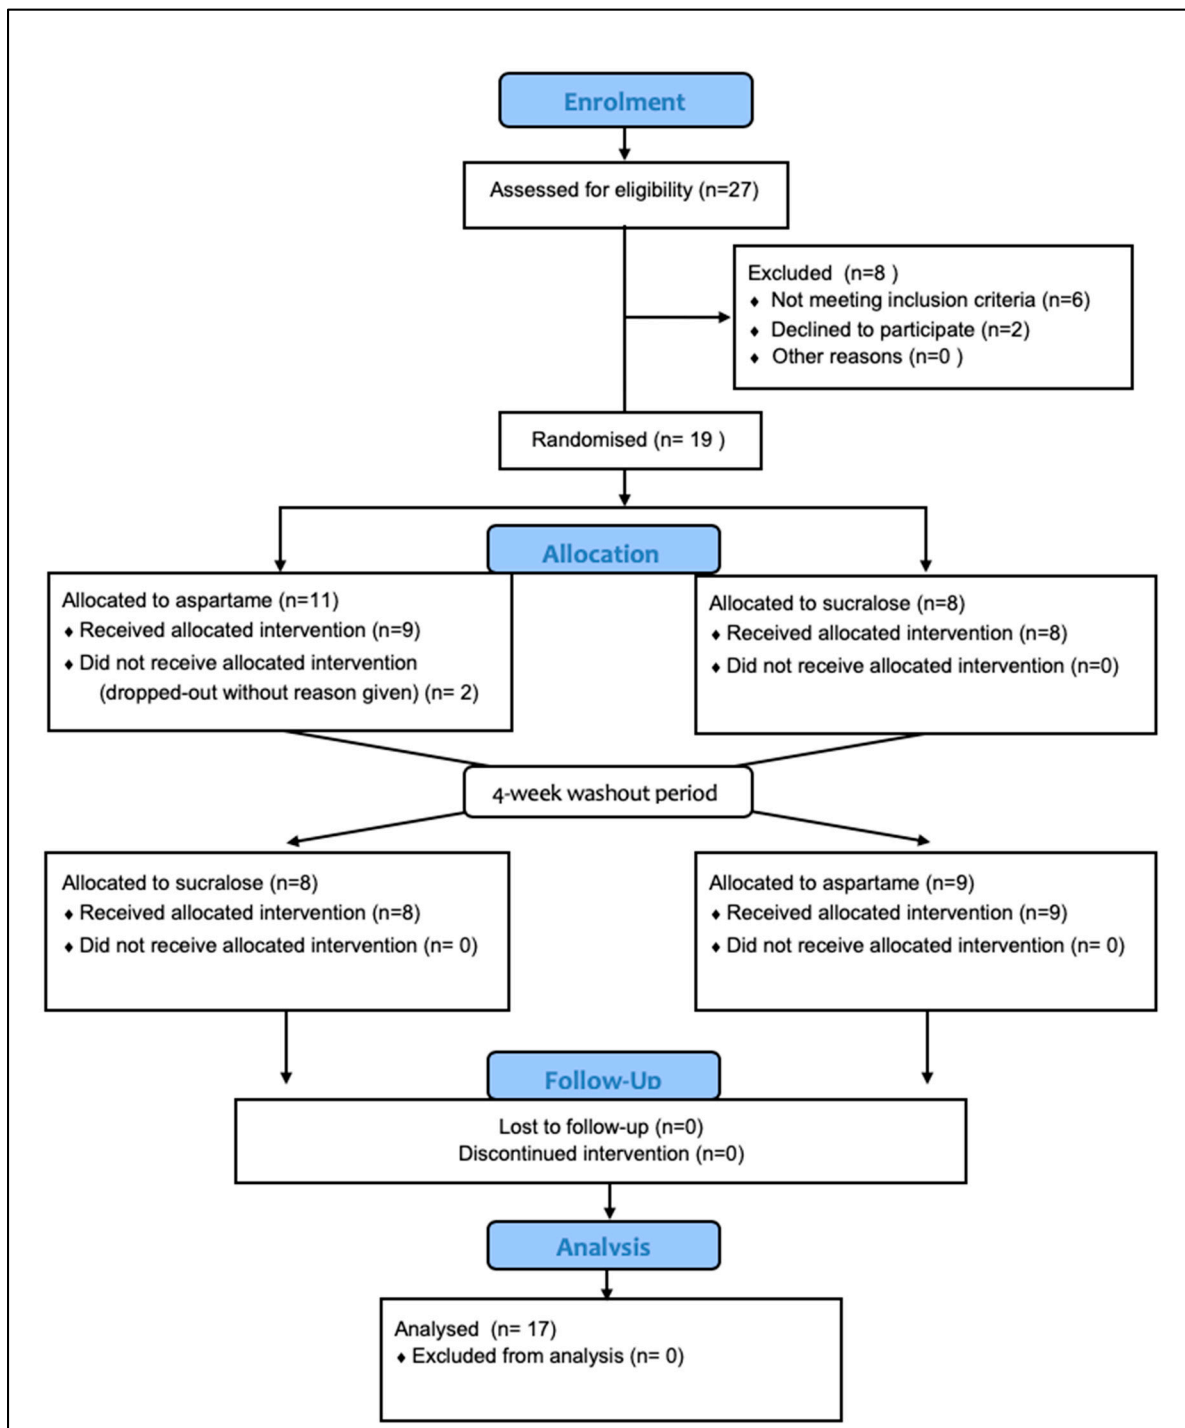 Enrolment
Assessed for eligibility (n=27)
Excluded  (n=8 )
♦ Not meeting inclusion criteria (n=6)
♦ Declined to participate (n=2)
♦ Other reasons (n=0 )
Randomised (n= 19 )
Allocation
Allocated to aspartame (n=11)
♦ Received allocated intervention (n=9)
♦ Did not receive allocated intervention
(dropped-out without reason given) (n= 2)
Allocated to sucralose (n=8)
♦ Received allocated intervention (n=8)
♦ Did not receive allocated intervention (n=0)
4-week washout period
Allocated to sucralose (n=8)
♦ Received allocated intervention (n=8)
♦ Did not receive allocated intervention (n= 0)
Allocated to aspartame (n=9)
♦ Received allocated intervention (n=9)
♦ Did not receive allocated intervention (n= 0)
Follow-Up
Lost to follow-up (n=0)
Discontinued intervention (n=0)
Analysis
Analysed  (n= 17)
♦ Excluded from analysis (n= 0)